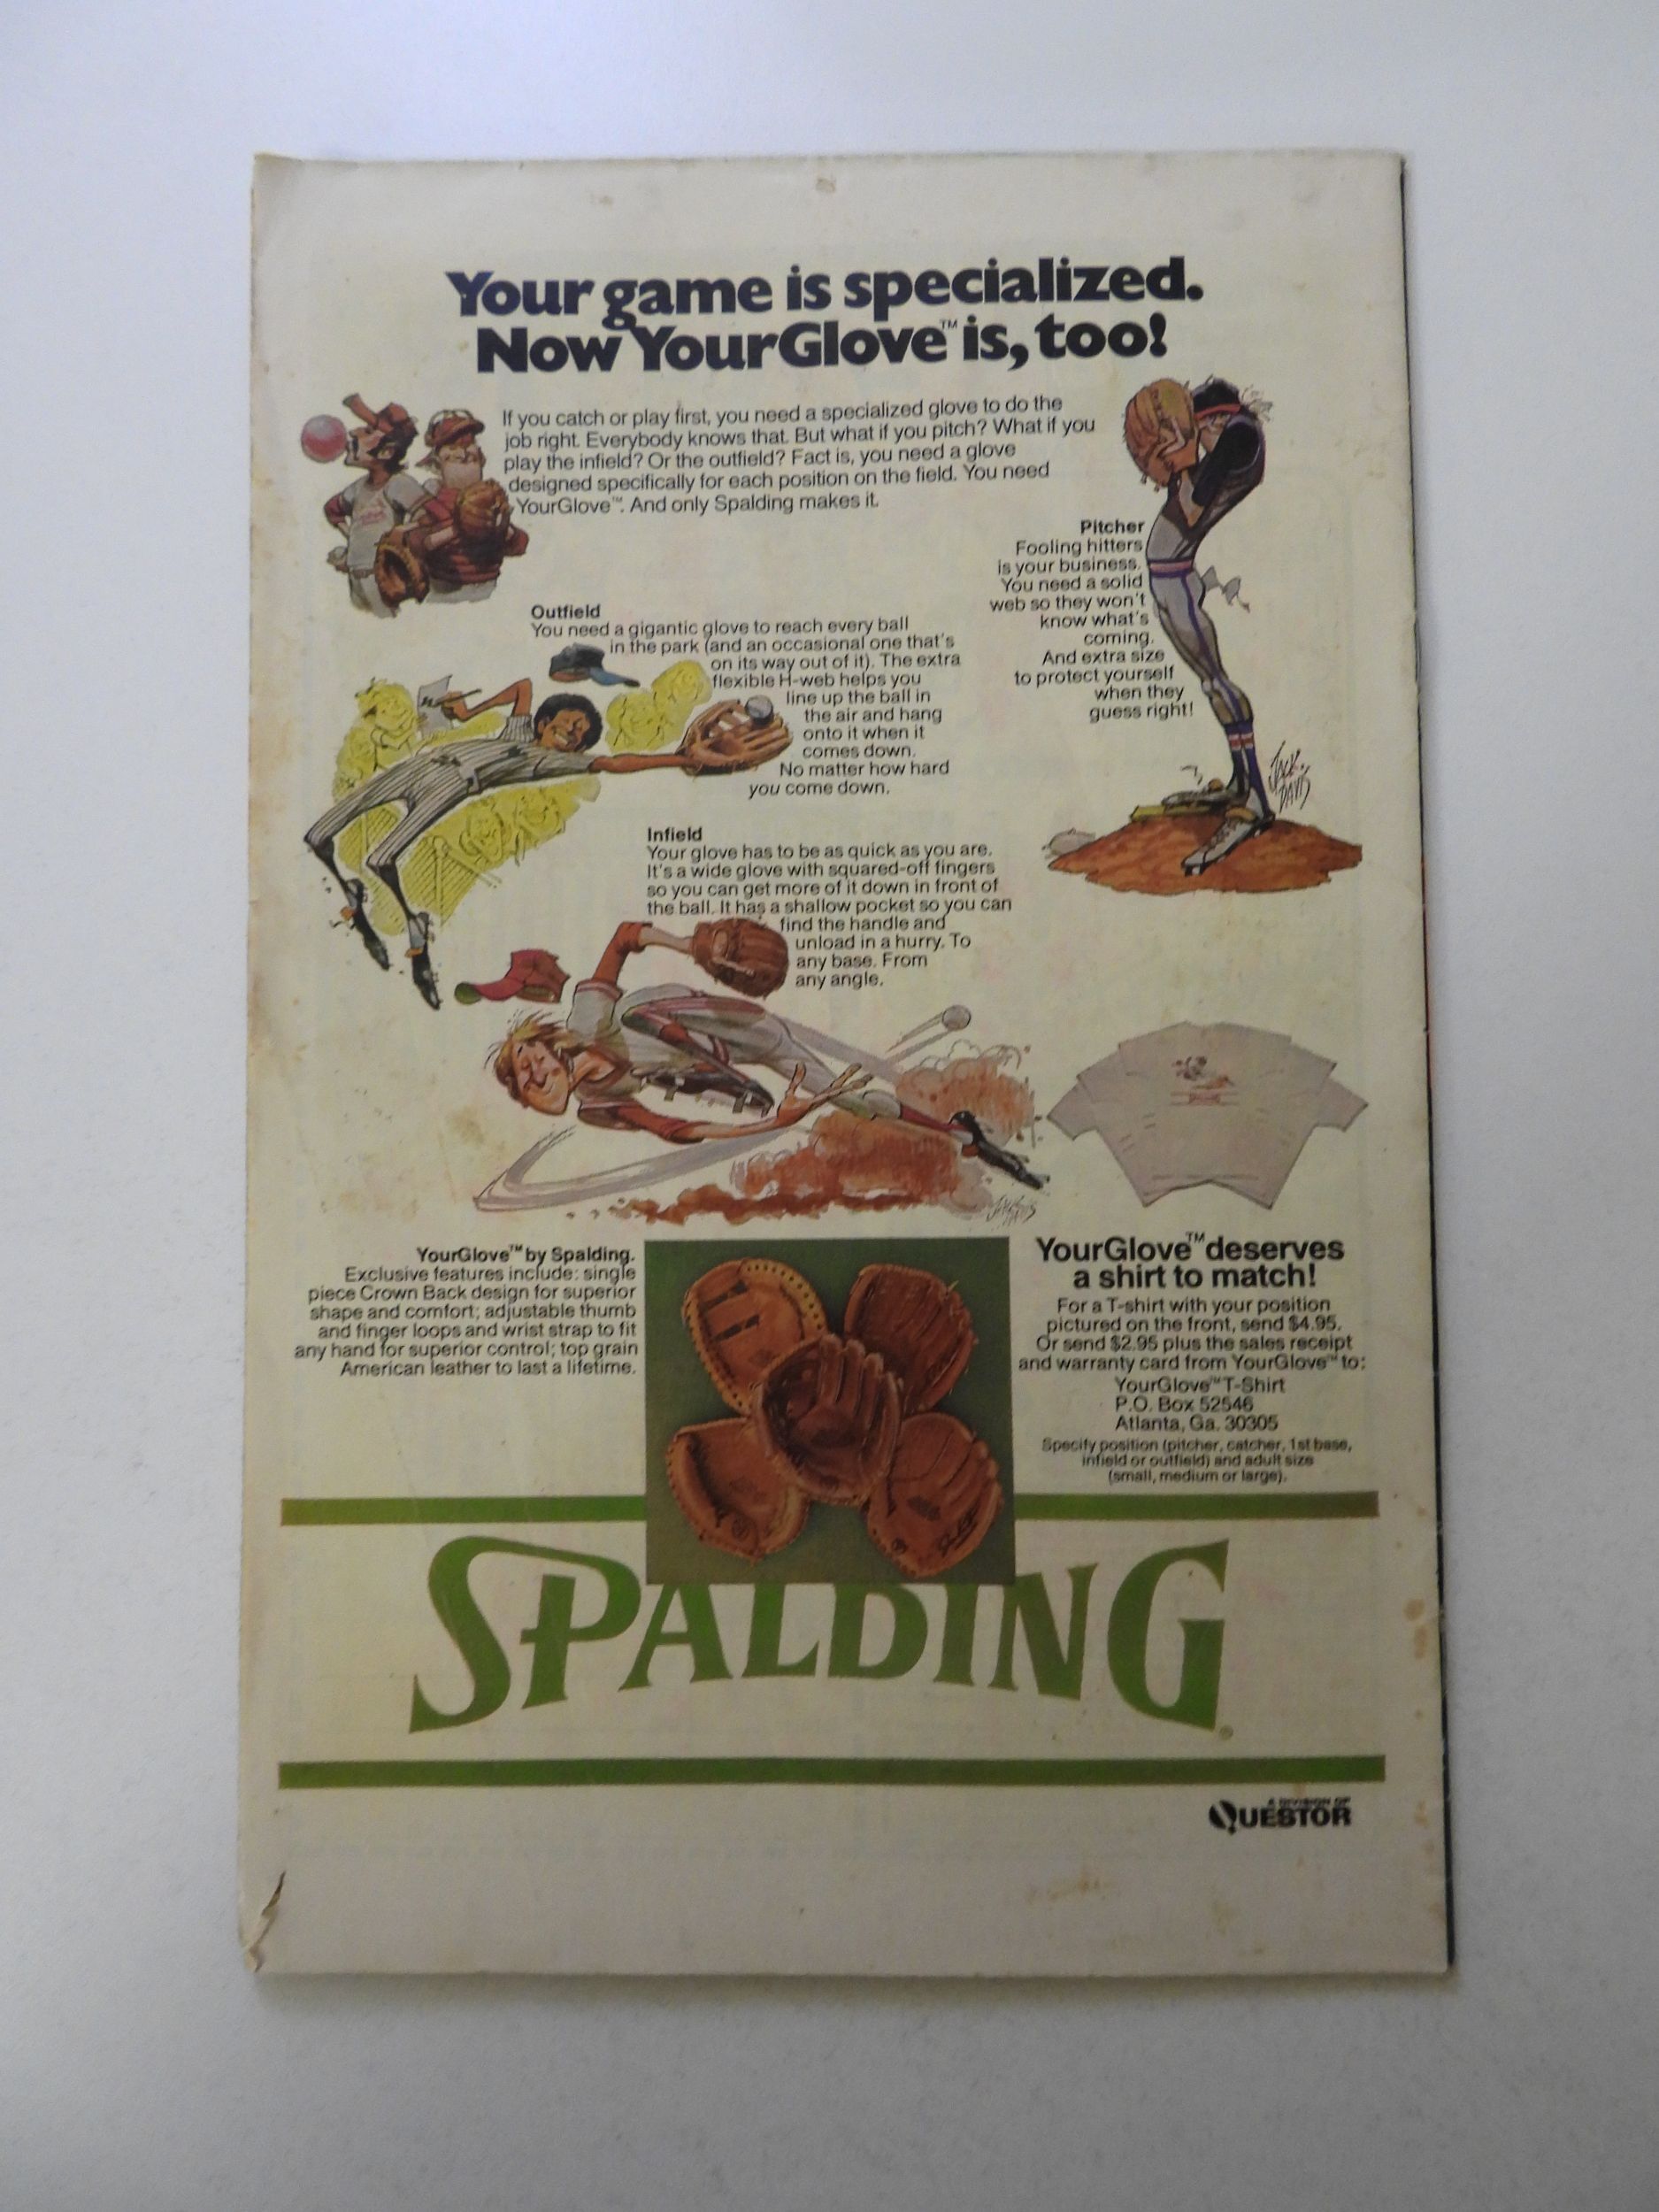 Your game is specialized.
Now YourGlove™ is, too!
If you catch or play first, you need a specialized glove to do the
job right. Everybody knows that. But what if you pitch? What if you
play the infield? Or the outfield? Fact is, you need a glove
designed specifically for each position on the field. You need
YourGlove™. And only Spalding makes it.
Pitcher
Fooling hitters
is your business.
You need a solid
web so they won't
know what's
coming.
And extra size
to protect yourself
when they
guess right!
JACK
DAVIS
Outfield
You need a gigantic glove to reach every ball
in the park (and an occasional one that's
on its way out of it). The extra
flexible H-web helps you
line up the ball in
the air and hang
onto it when it
comes down.
No matter how hard
you come down.
Infield
Your glove has to be as quick as you are.
It's a wide glove with squared-off fingers
so you can get more of it down in front of
the ball. It has a shallow pocket so you can
find the handle and
unload in a hurry. To
any base. From
any angle.
JACK
DAVIS
YourGlove™ by Spalding.
Exclusive features include: single
piece Crown Back design for superior
shape and comfort; adjustable thumb
and finger loops and wrist strap to fit
any hand for superior control; top grain
American leather to last a lifetime.
YourGlove™ deserves
a shirt to match!
For a T-shirt with your position
pictured on the front, send $4.95.
Or send $2.95 plus the sales receipt
and warranty card from YourGlove™ to:
YourGlove™ T-Shirt
P.O. Box 52546
Atlanta, Ga. 30305
Specify position (pitcher, catcher, 1st base,
infield or outfield) and adult size
(small, medium or large).
SPALDING®
A DIVISION OF
QUESTOR